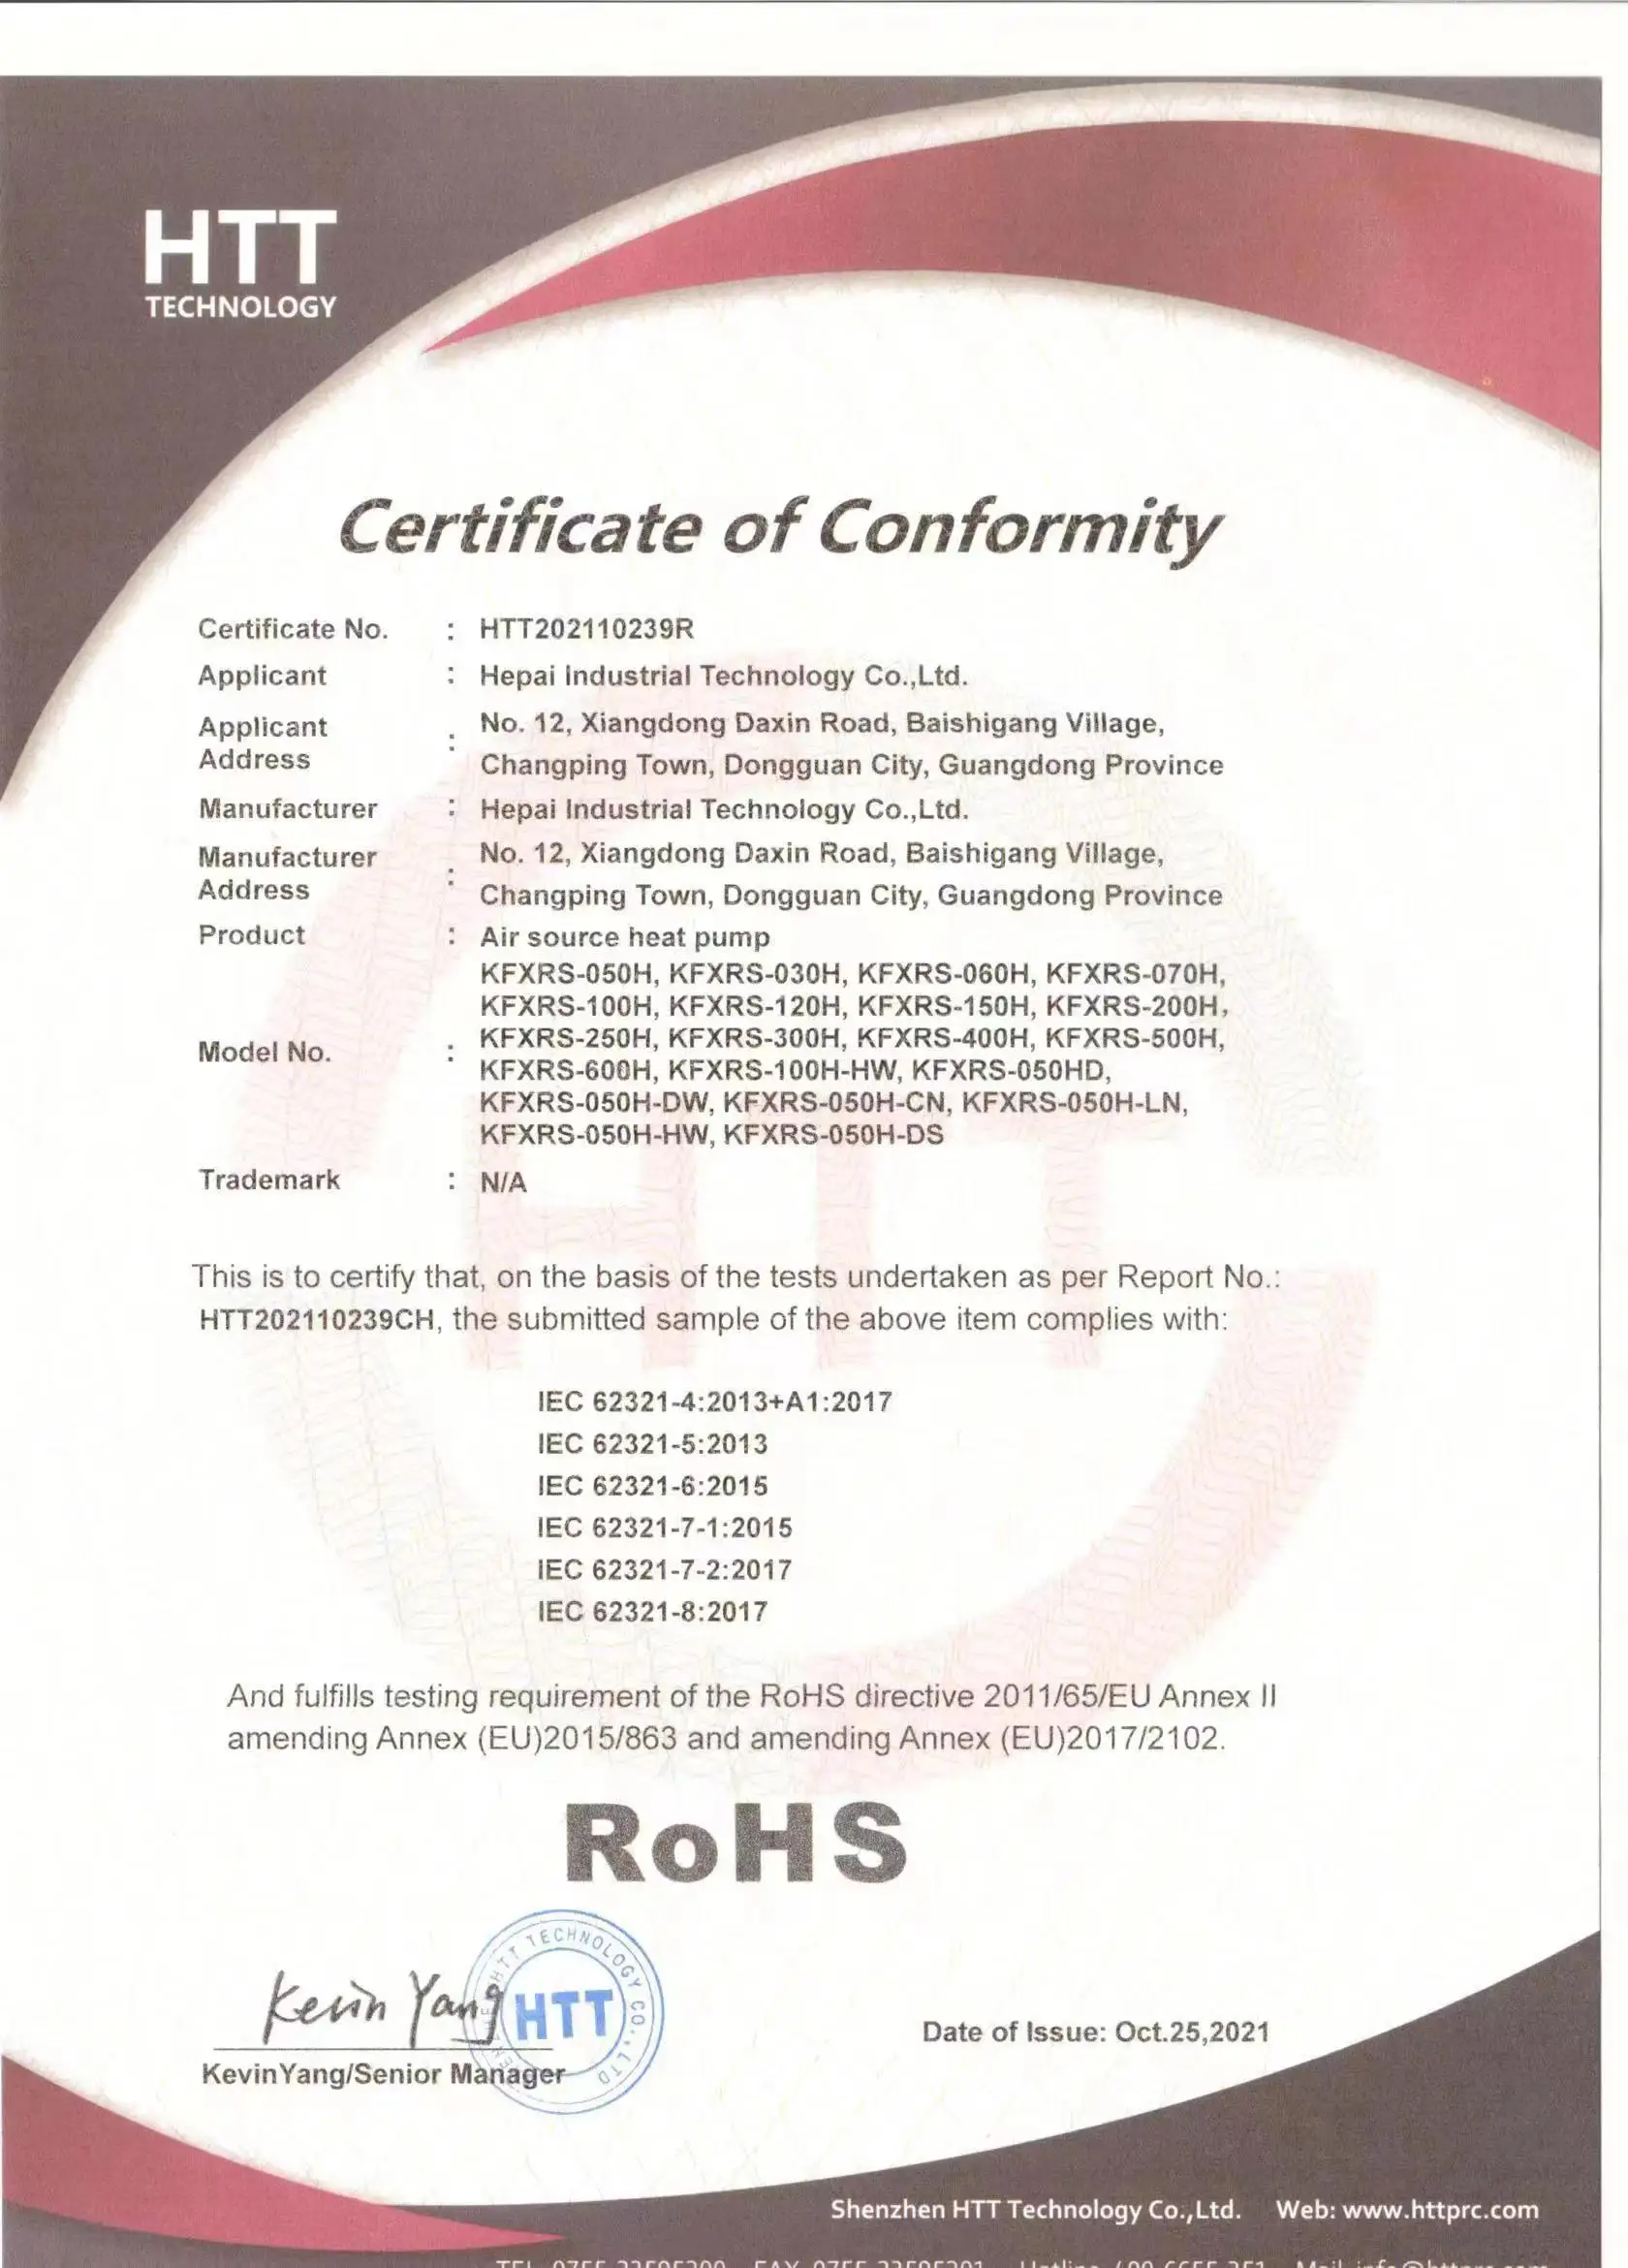 HTT
TECHNOLOGY
Certificate of Conformity
Certificate No. : HTT202110239R
Applicant : Hepai Industrial Technology Co.,Ltd.
Applicant Address : No. 12, Xiangdong Daxin Road, Baishigang Village,
Changping Town, Dongguan City, Guangdong Province
Manufacturer : Hepai Industrial Technology Co.,Ltd.
Manufacturer Address : No. 12, Xiangdong Daxin Road, Baishigang Village,
Changping Town, Dongguan City, Guangdong Province
Product : Air source heat pump
Model No. : KFXRS-050H, KFXRS-030H, KFXRS-060H, KFXRS-070H,
KFXRS-100H, KFXRS-120H, KFXRS-150H, KFXRS-200H,
KFXRS-250H, KFXRS-300H, KFXRS-400H, KFXRS-500H,
KFXRS-600H, KFXRS-100H-HW, KFXRS-050HD,
KFXRS-050H-DW, KFXRS-050H-CN, KFXRS-050H-LN,
KFXRS-050H-HW, KFXRS-050H-DS
Trademark : N/A
This is to certify that, on the basis of the tests undertaken as per Report No.:
HTT202110239CH, the submitted sample of the above item complies with:
IEC 62321-4:2013+A1:2017
IEC 62321-5:2013
IEC 62321-6:2015
IEC 62321-7-1:2015
IEC 62321-7-2:2017
IEC 62321-8:2017
And fulfills testing requirement of the RoHS directive 2011/65/EU Annex II
amending Annex (EU)2015/863 and amending Annex (EU)2017/2102.
RoHS
Kevin Yang
HTT TECHNOLOGY CO.,LTD
HTT
KevinYang/Senior Manager
Date of Issue: Oct.25,2021
Shenzhen HTT Technology Co.,Ltd. Web: www.httprc.com